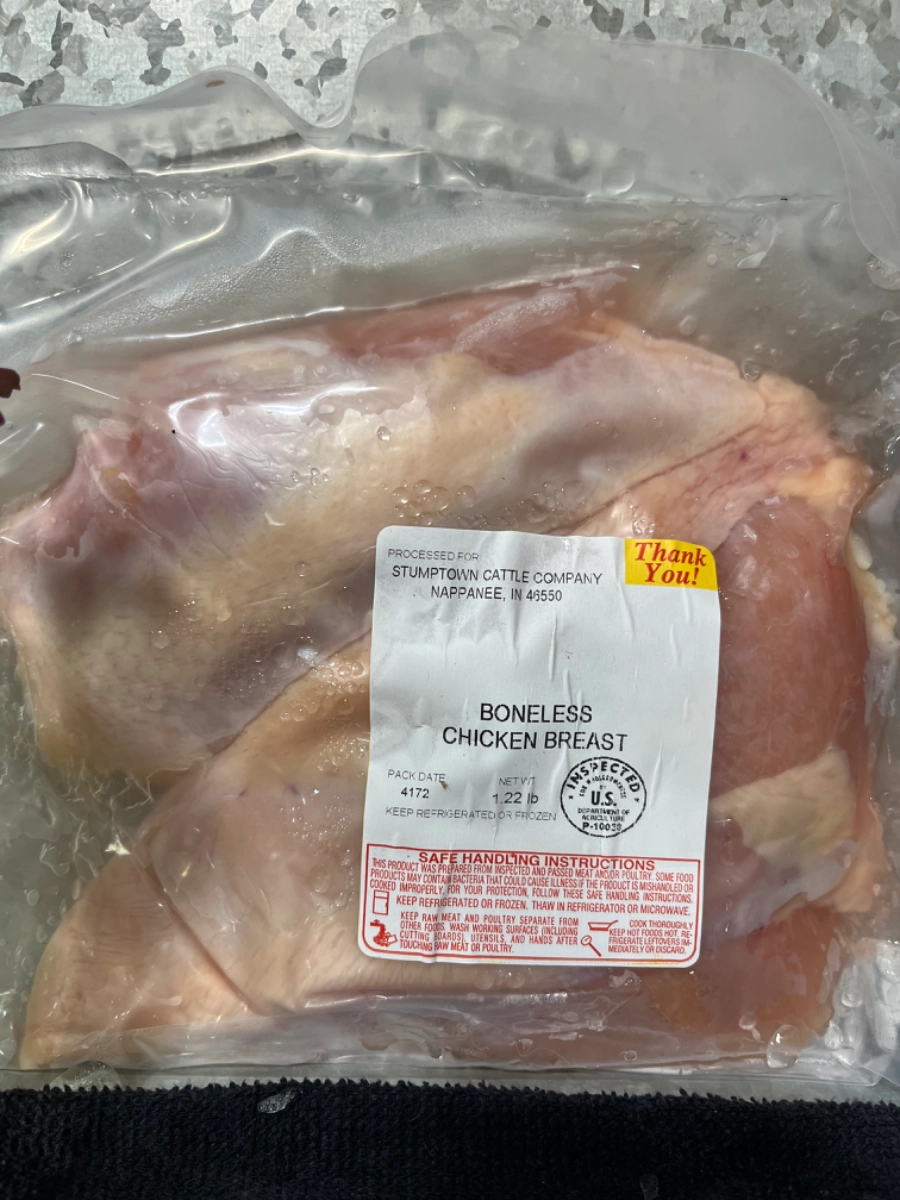 PROCESSED FOR
STUMPTOWN CATTLE COMPANY
NAPPANEE, IN 46550
Thank
You!
BONELESS
CHICKEN BREAST
PACK DATE
4172
NET WT
1.22 lb
KEEP REFRIGERATED OR FROZEN
INSPECTED
U.S.
DEPARTMENT OF
AGRICULTURE
SAFE HANDLING INSTRUCTIONS
THIS PRODUCT WAS PREPARED FROM INSPECTED AND PASSED MEAT AND/OR POULTRY. SOME FOOD
PRODUCTS MAY CONTAIN BACTERIA THAT COULD CAUSE ILLNESS IF THE PRODUCT IS MISHANDLED OR
COOKED IMPROPERLY. FOR YOUR PROTECTION, FOLLOW THESE SAFE HANDLING INSTRUCTIONS.
KEEP REFRIGERATED OR FROZEN. THAW IN REFRIGERATOR OR MICROWAVE.
KEEP RAW MEAT AND POULTRY SEPARATE FROM
OTHER FOODS. WASH WORKING SURFACES (INCLUDING
CUTTING BOARDS), UTENSILS, AND HANDS AFTER
TOUCHING RAW MEAT OR POULTRY.
COOK THOROUGHLY
KEEP HOT FOODS HOT. RE-
FRIGERATE LEFTOVERS IM-
MEDIATELY OR DISCARD.